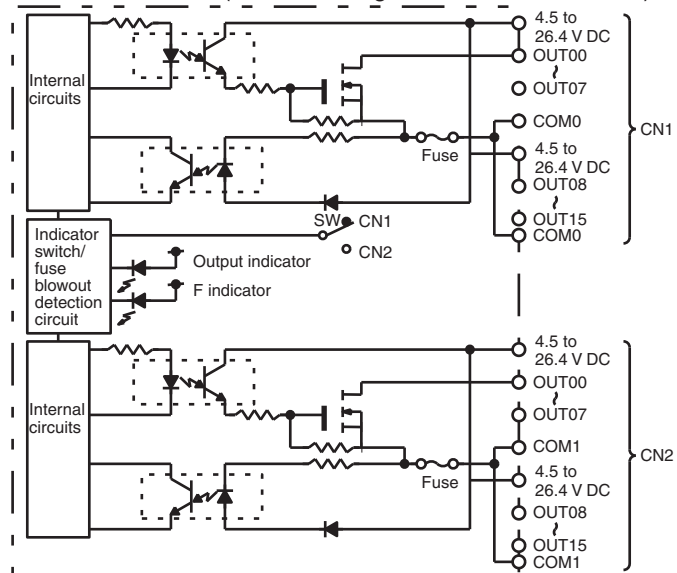 4.5 to
26.4 V DC
OUT00
~
OUT07
COM0
4.5 to
26.4 V DC
OUT08
~
OUT15
COM0
CN1
Internal
circuits
Fuse
SW
CN1
CN2
Indicator
switch/
fuse
blowout
detection
circuit
Output indicator
F indicator
4.5 to
26.4 V DC
OUT00
~
OUT07
COM1
4.5 to
26.4 V DC
OUT08
~
OUT15
COM1
CN2
Internal
circuits
Fuse